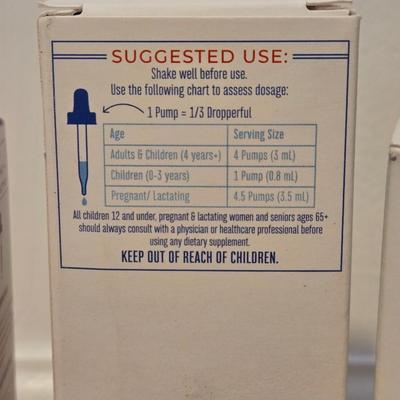 SUGGESTED USE:
Shake well before use.
Use the following chart to assess dosage:
1 Pump = 1/3 Dropperful
Age Serving Size
Adults & Children (4 years+) 4 Pumps (3 mL)
Children (0-3 years) 1 Pump (0.8 mL)
Pregnant/ Lactating 4.5 Pumps (3.5 mL)
All children 12 and under, pregnant & lactating women and seniors ages 65+
should always consult with a physician or healthcare professional before
using any dietary supplement.
KEEP OUT OF REACH OF CHILDREN.